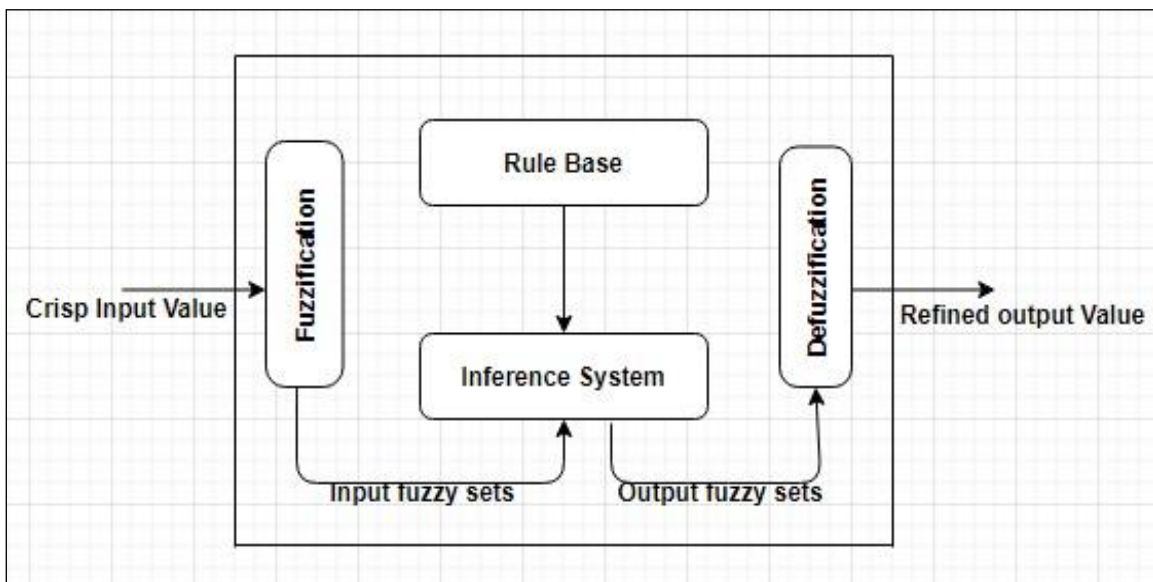 Crisp Input Value
Fuzzification
Rule Base
Inference System
Input fuzzy sets
Output fuzzy sets
Defuzzification
Refined output Value